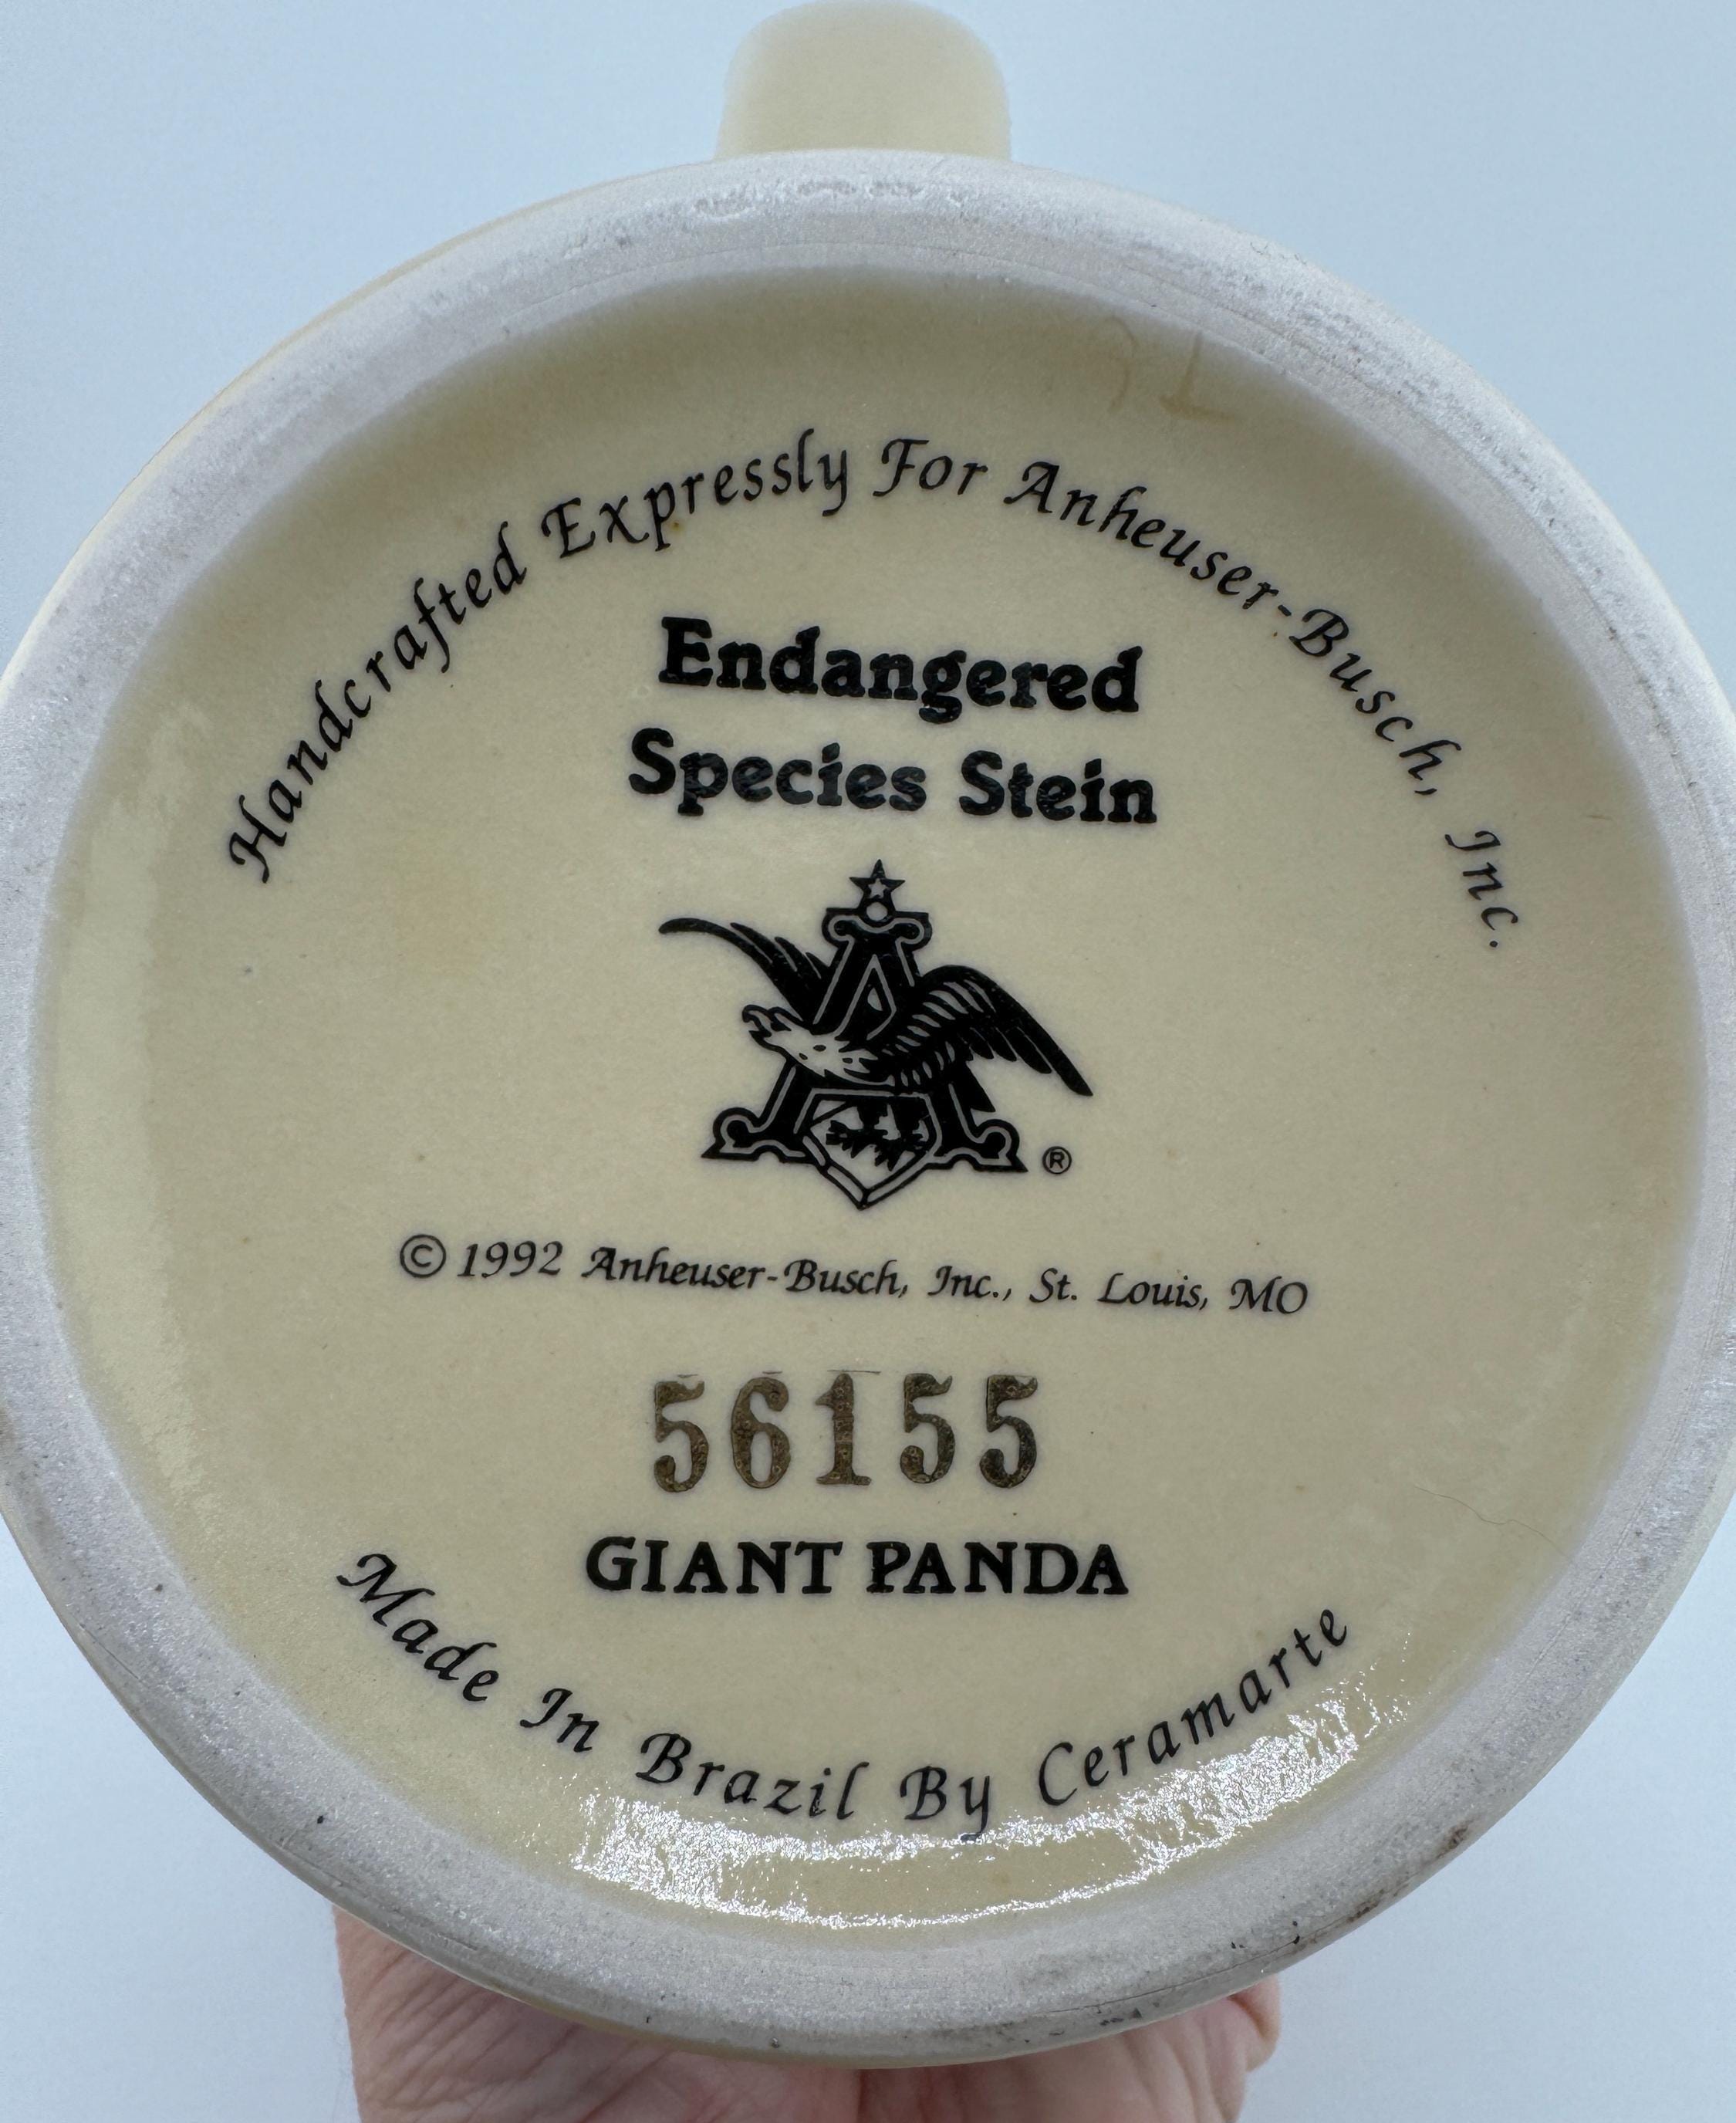 Handcrafted Expressly For Anheuser-Busch, Inc.
Endangered
Species Stein
A
®
© 1992 Anheuser-Busch, Inc., St. Louis, MO
56155
GIANT PANDA
Made In Brazil By Ceramarte